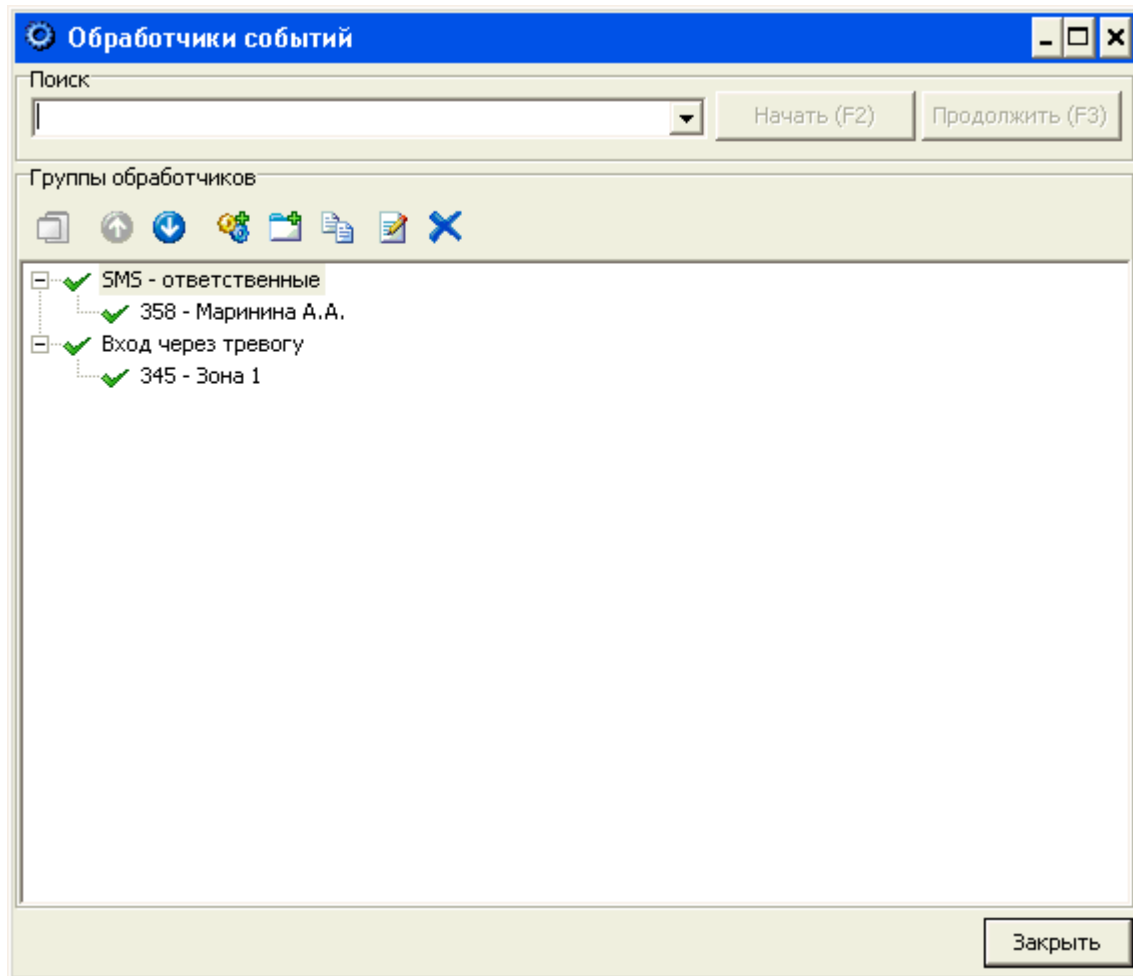 Обработчики событий
Поиск
Начать (F2) Продолжить (F3)
Группы обработчиков
SMS - ответственные
358 - Маринина А.А.
Вход через тревогу
345 - Зона 1
Закрыть